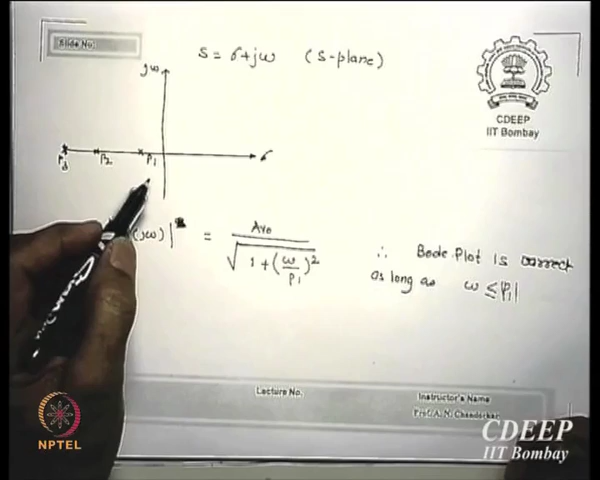 Slide No:
S = σ+jω (S-plane)
jω
CDEEP
IIT Bombay
σ
P3 P2 P1
(jω)| = Avo / √(1+(ω/P1)²)
∴ Bode Plot is correct
as long as ω ≤ |P1|
Lecture No.
Instructor's Name
Prof. A. N. Chandorkar
NPTEL
CDEEP
IIT Bombay